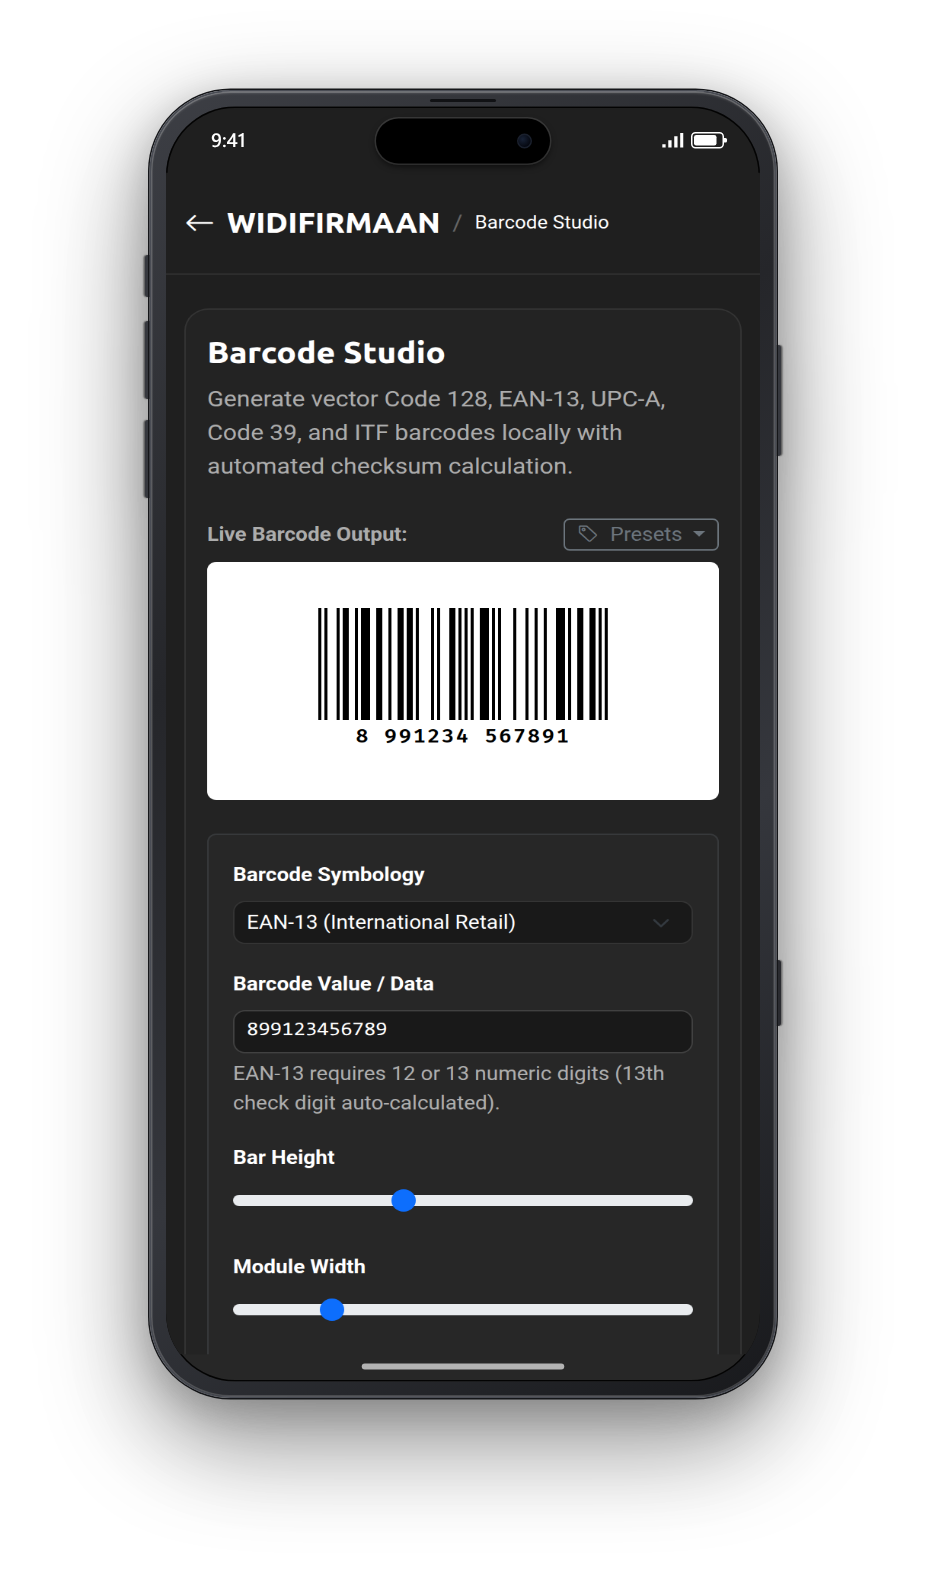 9:41
WIDIFIRMAAN / Barcode Studio
Barcode Studio
Generate vector Code 128, EAN-13, UPC-A,
Code 39, and ITF barcodes locally with
automated checksum calculation.
Live Barcode Output:
Presets
8 991234 567891
Barcode Symbology
EAN-13 (International Retail)
Barcode Value / Data
899123456789
EAN-13 requires 12 or 13 numeric digits (13th
check digit auto-calculated).
Bar Height
Module Width